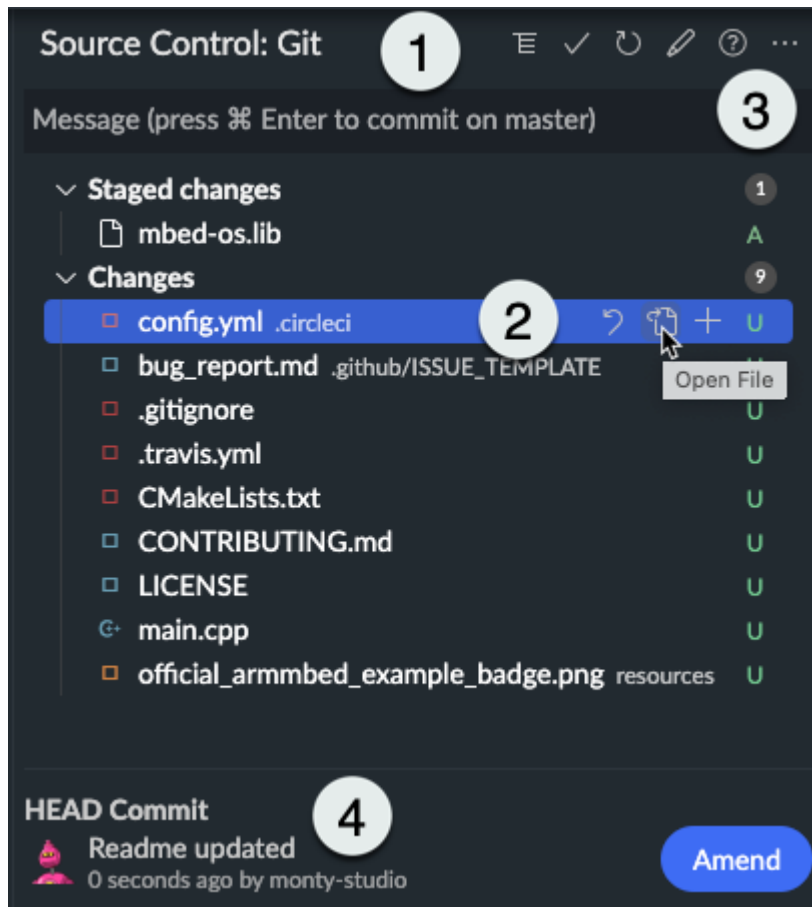 Source Control: Git 1 ?
3
Message (press ⌘ Enter to commit on master)
Staged changes 1
mbed-os.lib A
Changes 9
config.yml .circleci 2 U
bug_report.md .github/ISSUE_TEMPLATE
Open File
.gitignore U
.travis.yml U
CMakeLists.txt U
CONTRIBUTING.md U
LICENSE U
main.cpp U
official_armmbed_example_badge.png resources U
HEAD Commit
4
Readme updated
0 seconds ago by monty-studio
Amend